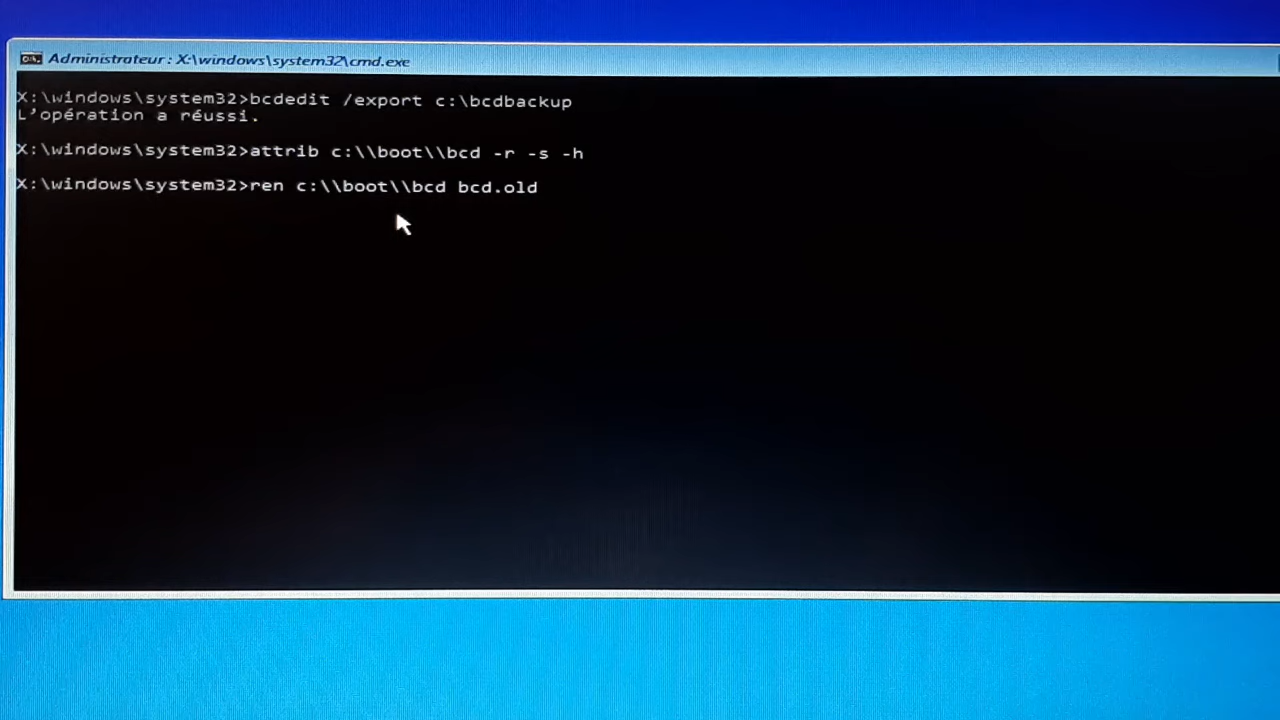 Administrateur : X:\windows\system32\cmd.exe
X:\windows\system32>bcdedit /export c:\bcdbackup
L'opération a réussi.
X:\windows\system32>attrib c:\\boot\\bcd -r -s -h
X:\windows\system32>ren c:\\boot\\bcd bcd.old